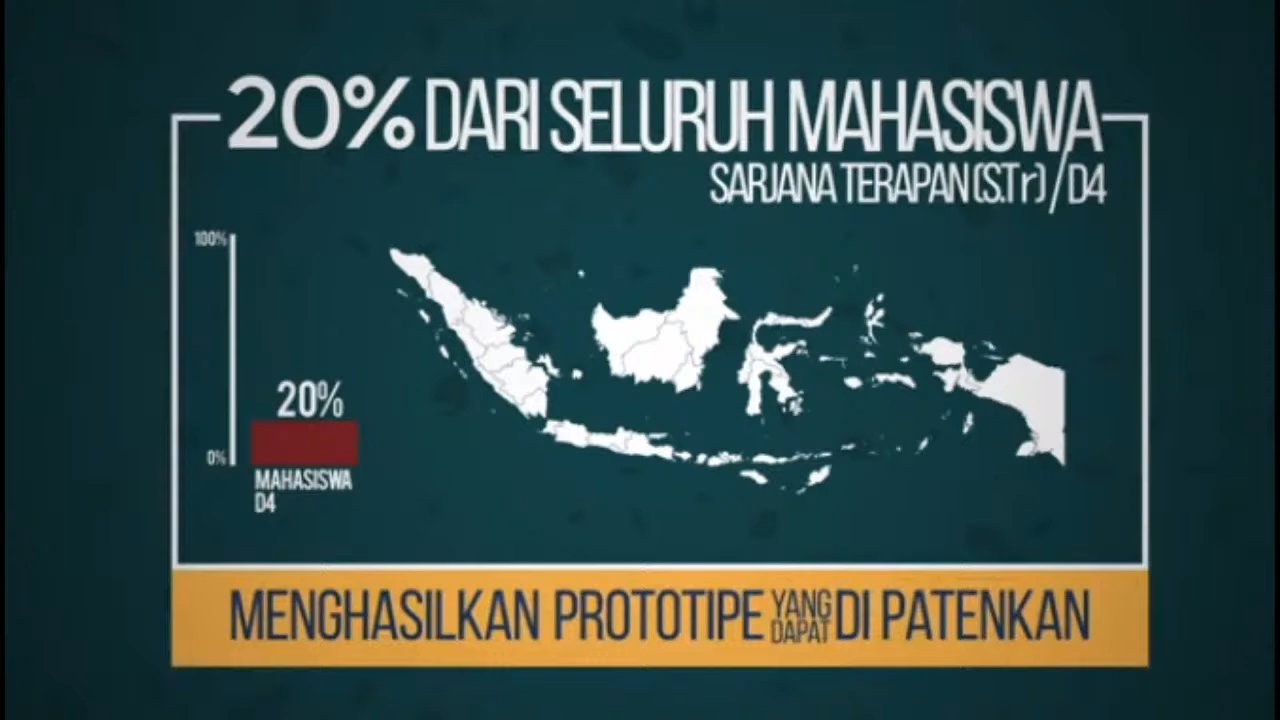 20% DARI SELURUH MAHASISWA
SARJANA TERAPAN (S.Tr) / D4
100%
20%
0%
MAHASISWA
D4
MENGHASILKAN PROTOTIPE YANG DAPAT DI PATENKAN